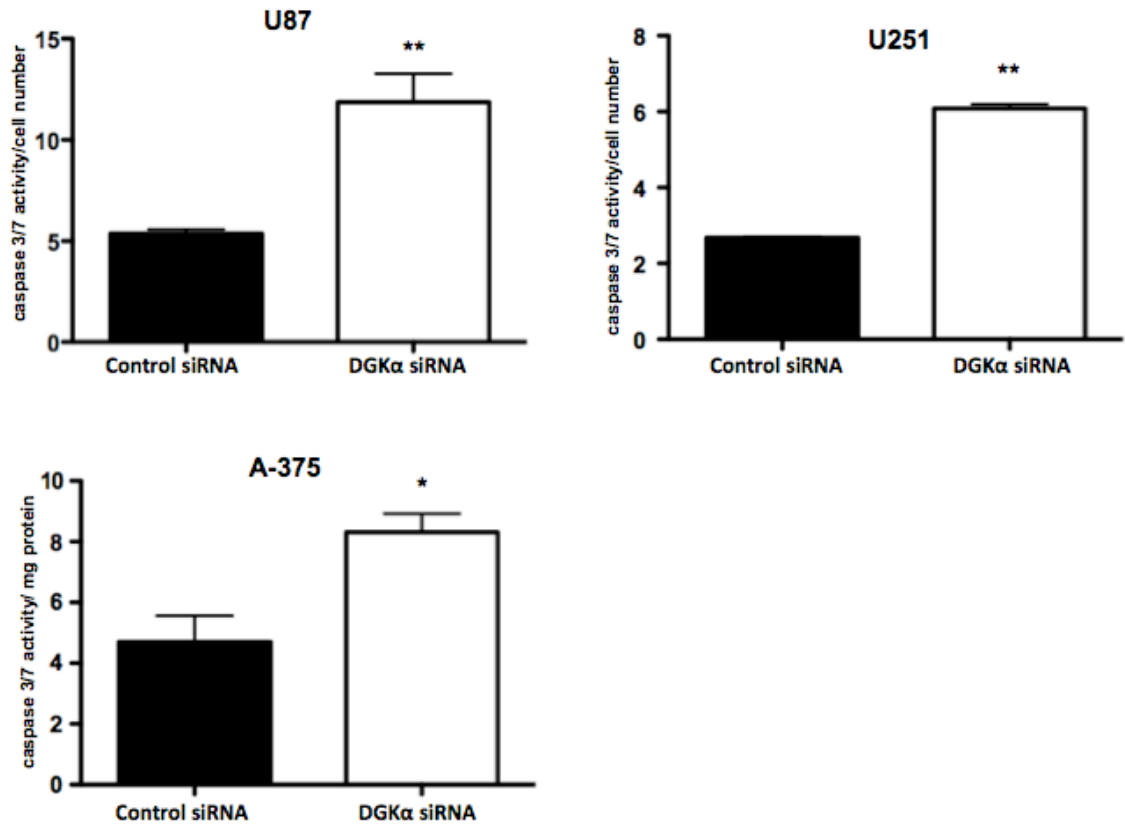 U87
caspase 3/7 activity/cell number
15
10
5
0
**
Control siRNA
DGKα siRNA
U251
caspase 3/7 activity/cell number
8
6
4
2
0
**
Control siRNA
DGKα siRNA
A-375
caspase 3/7 activity/ mg protein
10
8
6
4
2
0
*
Control siRNA
DGKα siRNA